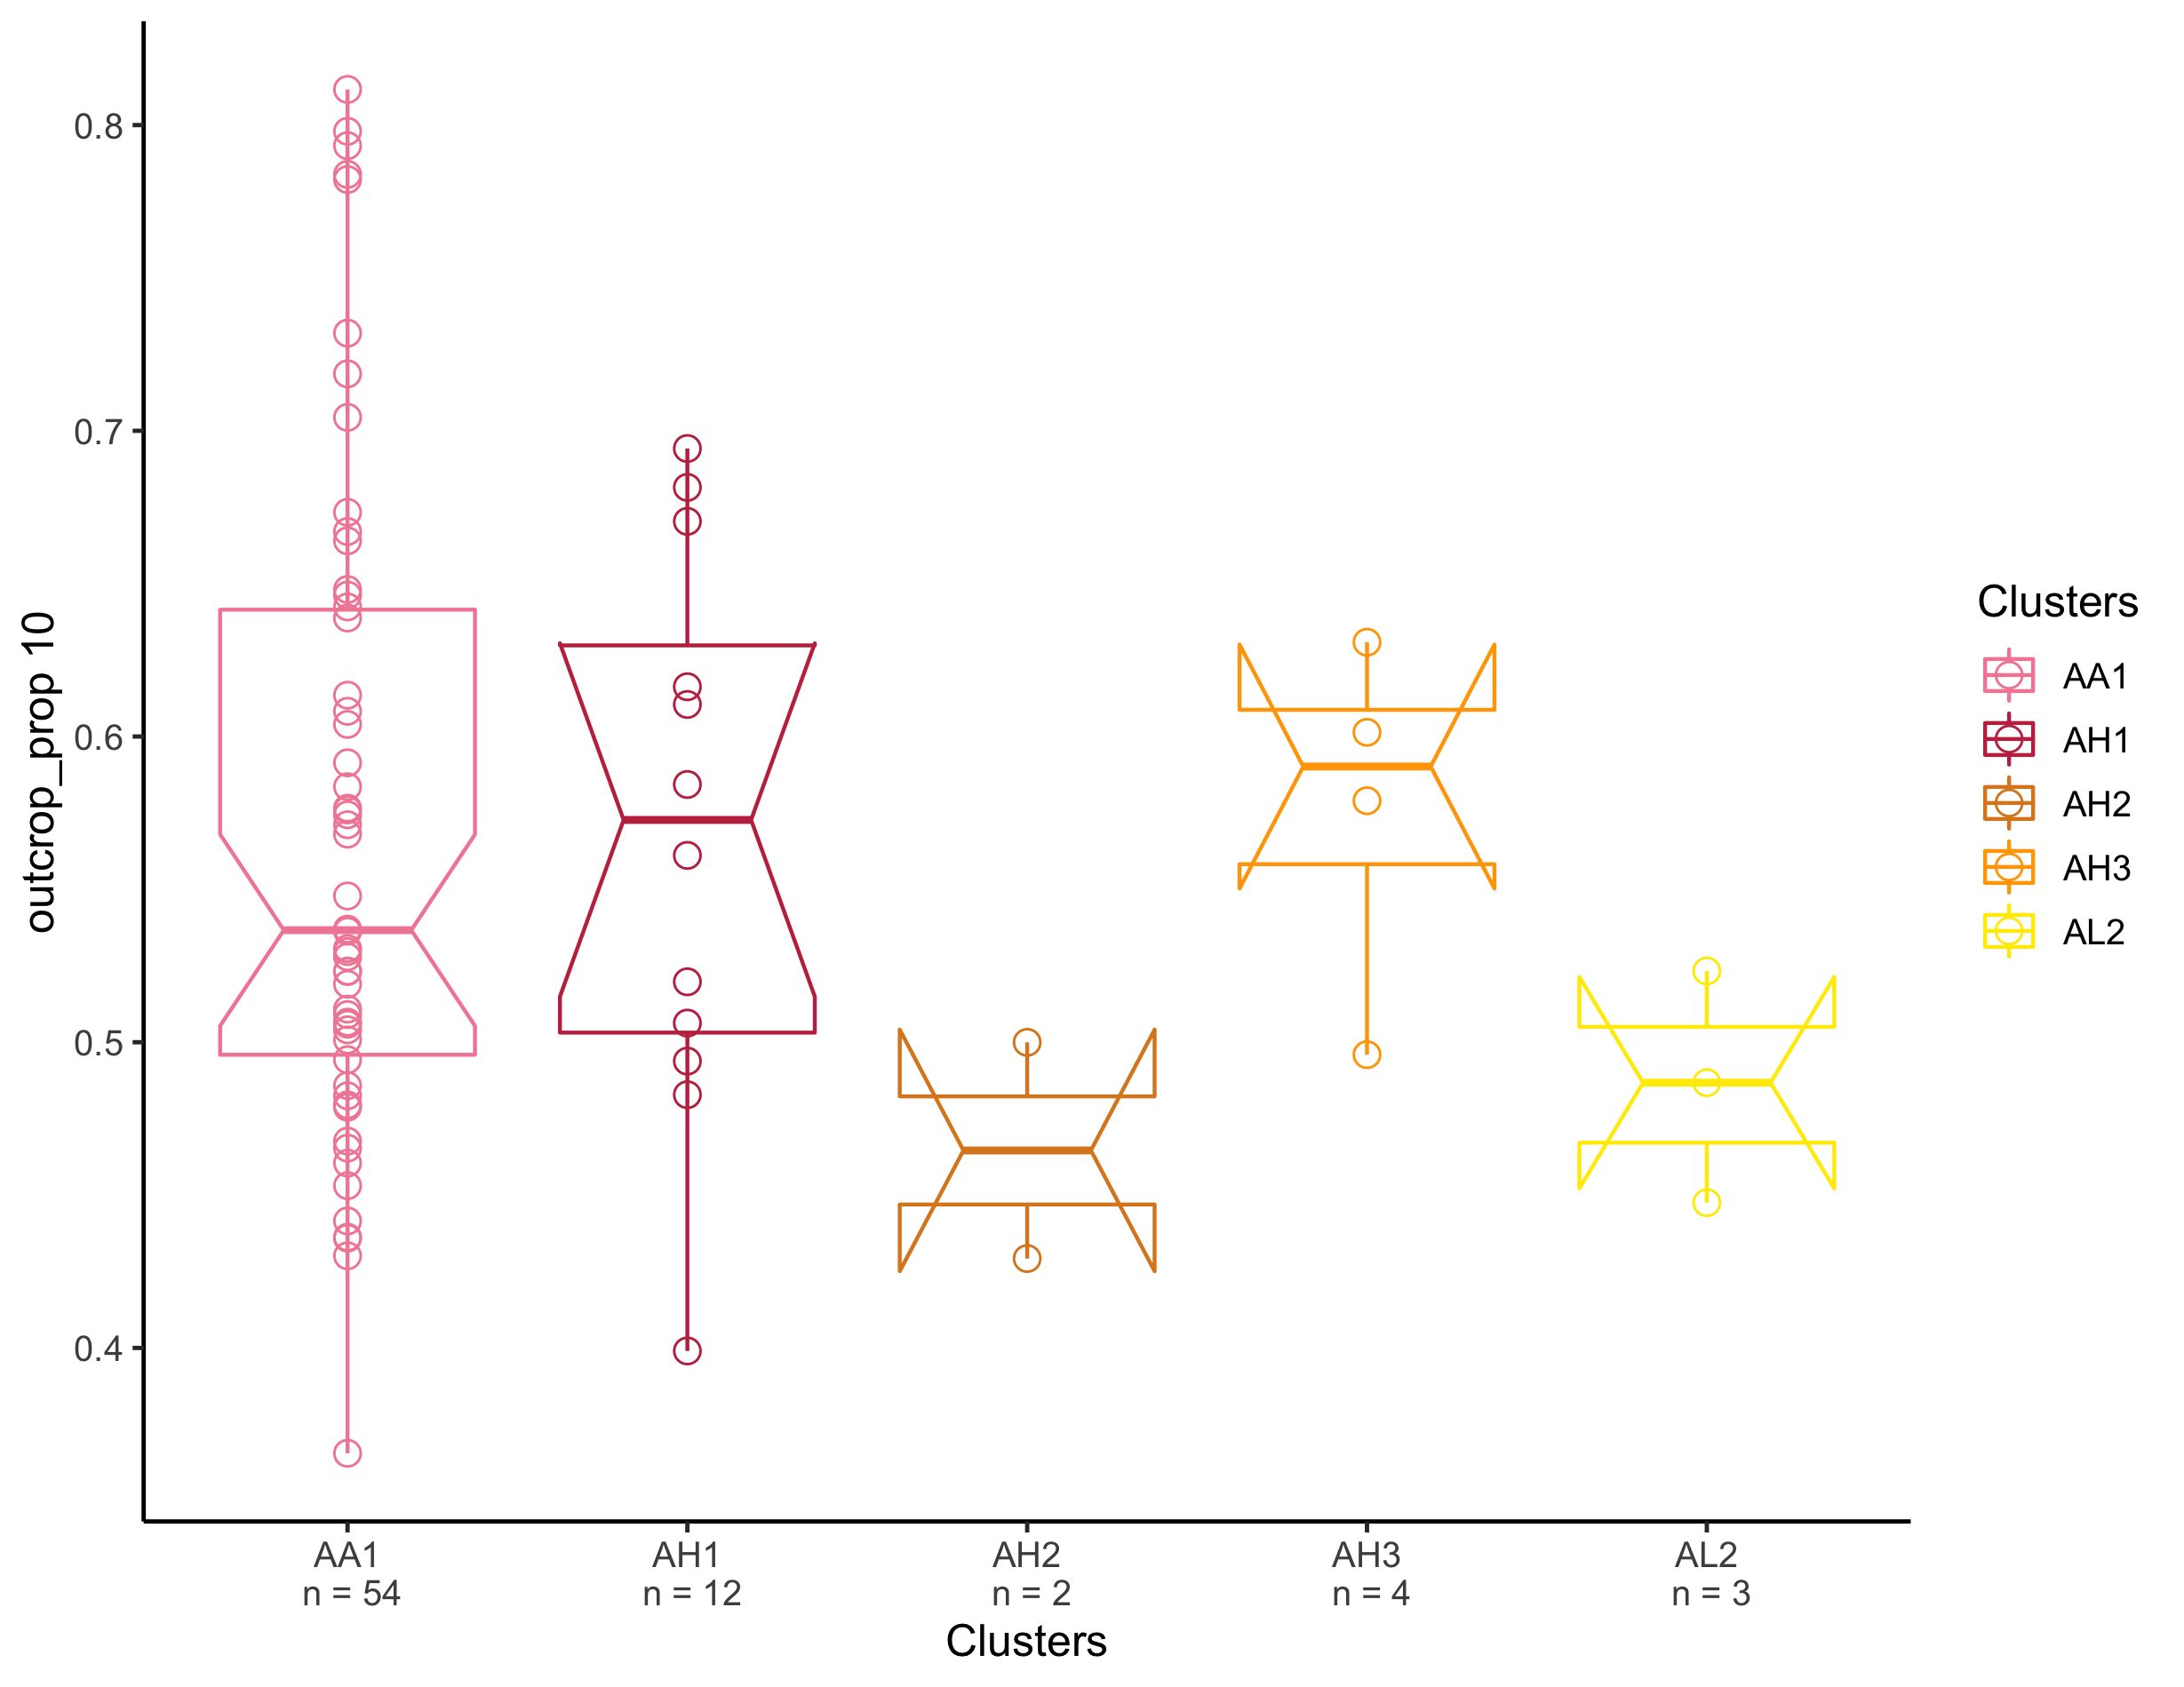 outcrop_prop 10
0.8
0.7
0.6
0.5
0.4
AA1
n = 54
AH1
n = 12
AH2
n = 2
AH3
n = 4
AL2
n = 3
Clusters
Clusters
AA1
AH1
AH2
AH3
AL2